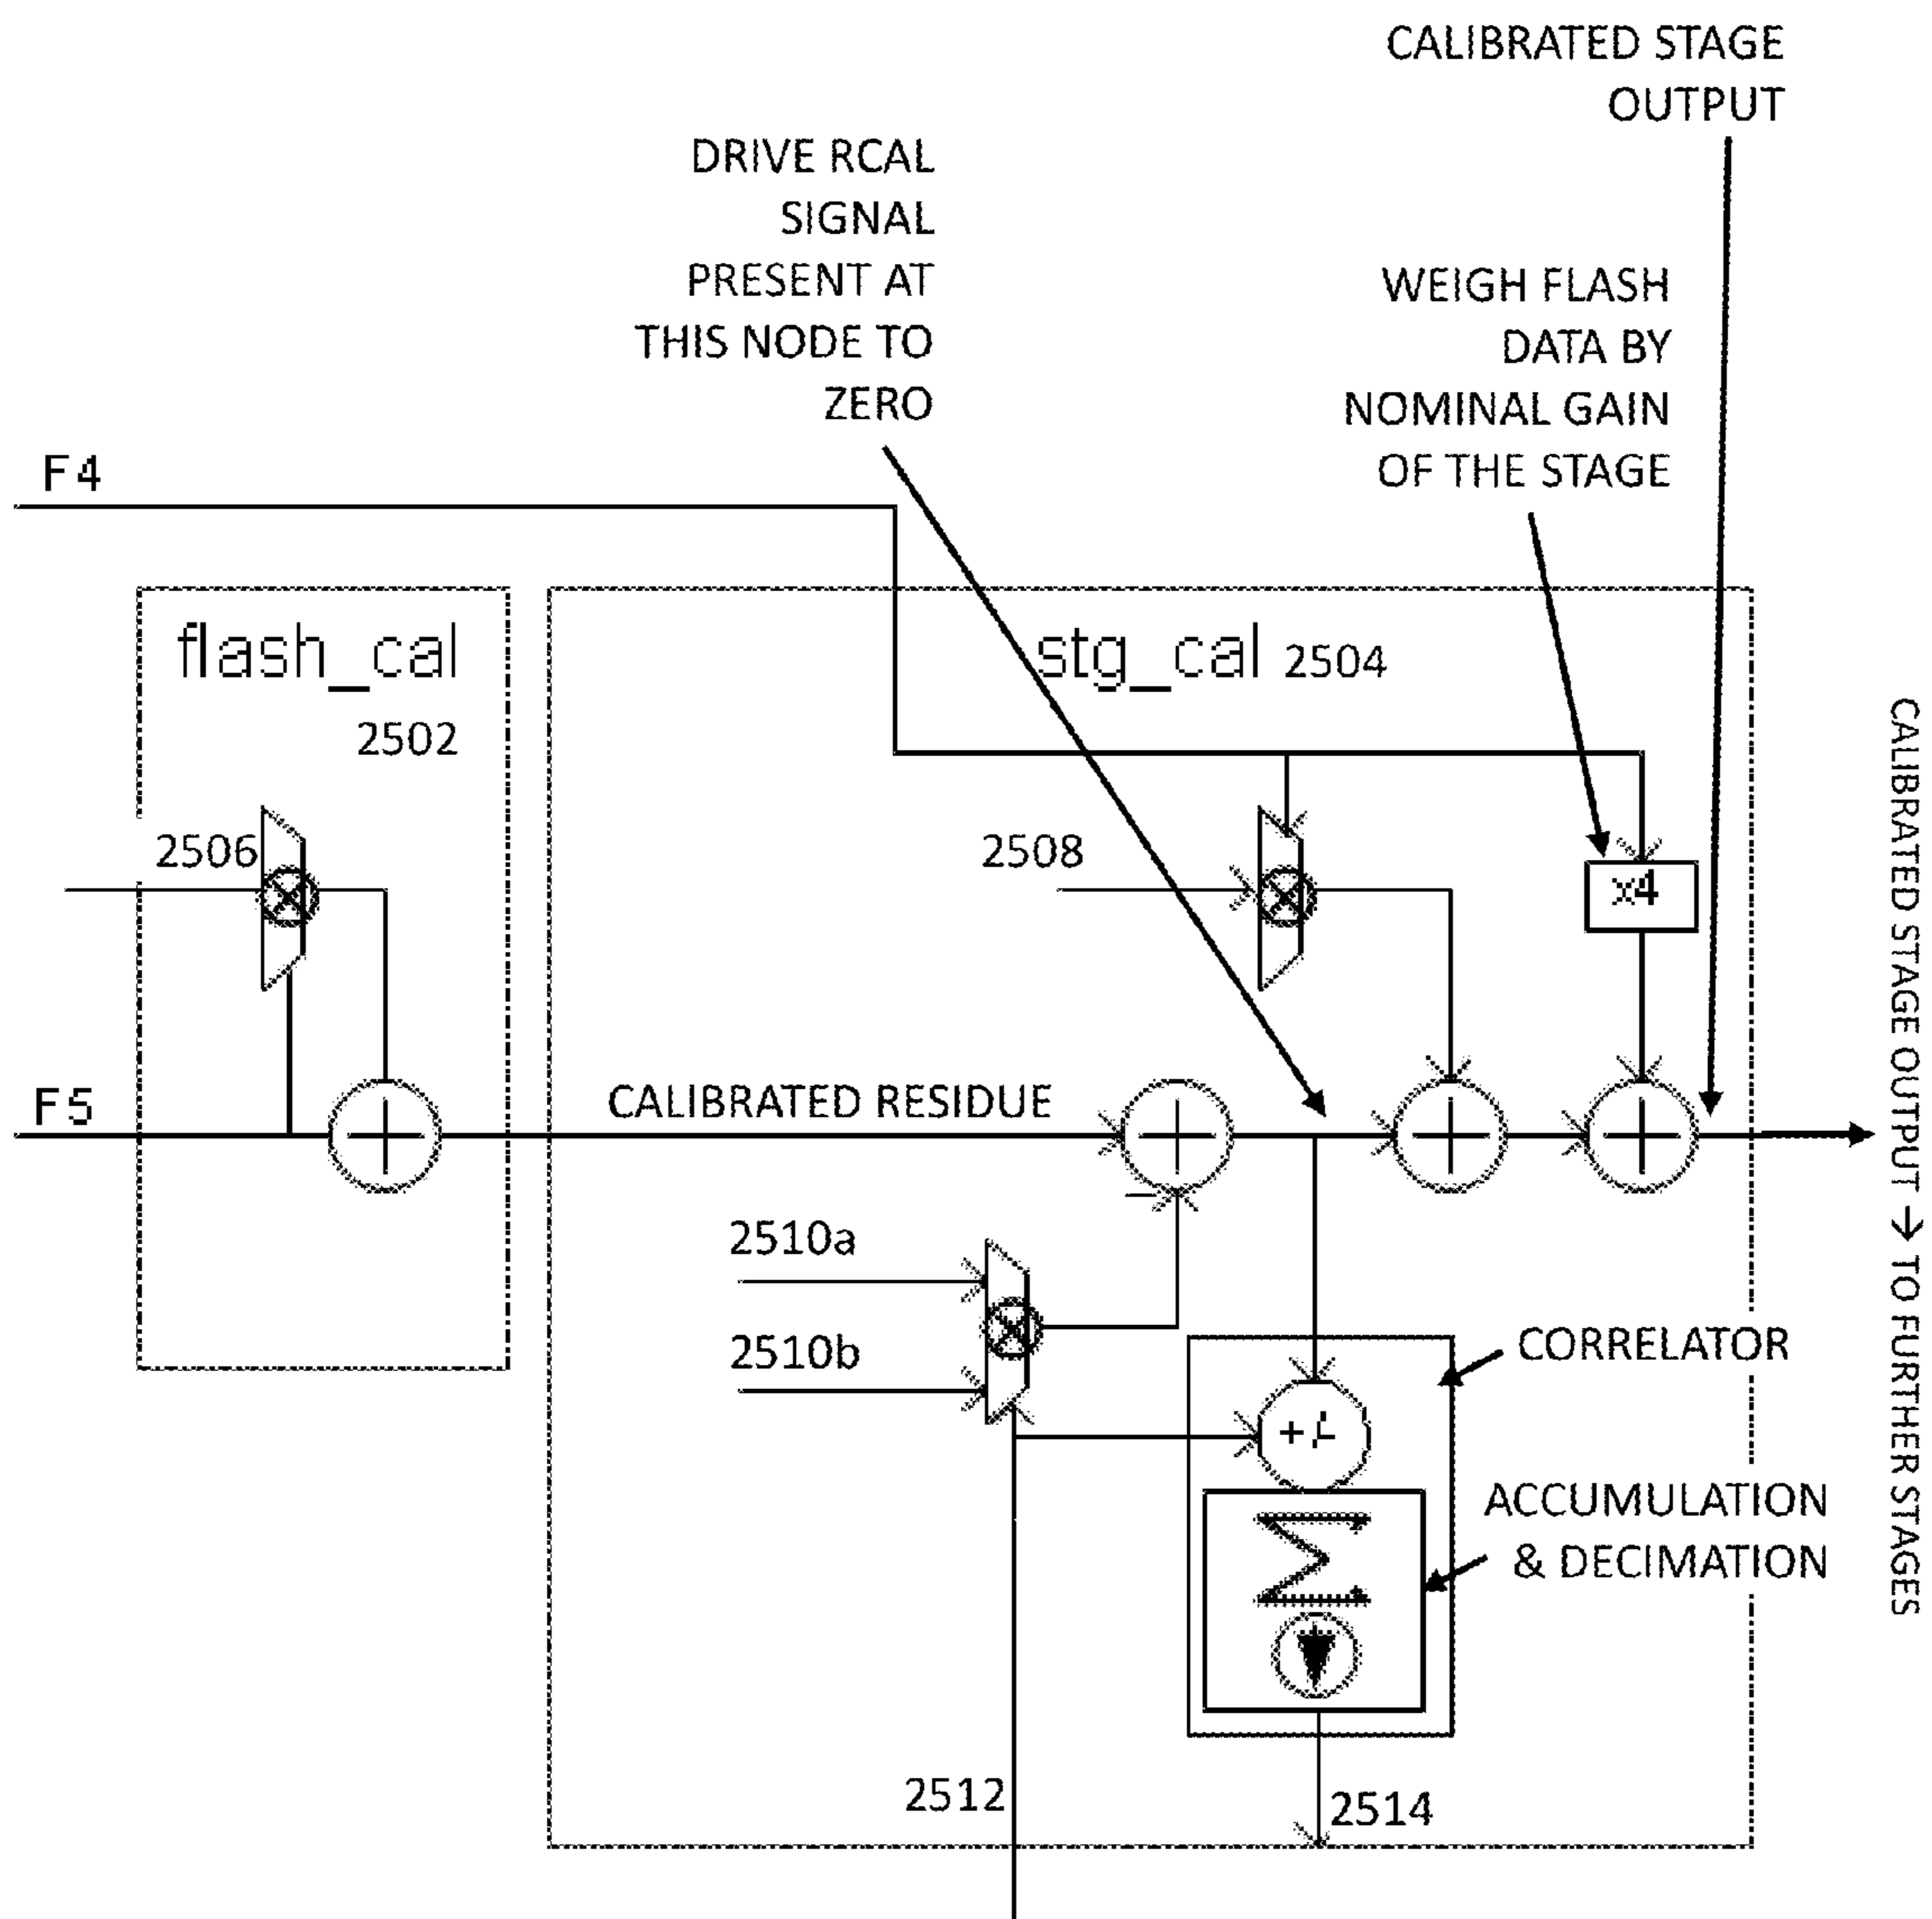 CALIBRATED STAGE
OUTPUT
DRIVE RCAL
SIGNAL
PRESENT AT
THIS NODE TO
ZERO
WEIGH FLASH
DATA BY
NOMINAL GAIN
OF THE STAGE
F4
flash_cal
2502
stg_cal 2504
2506
2508
x4
F5
CALIBRATED RESIDUE
2510a
2510b
CORRELATOR
+/-
ACCUMULATION
& DECIMATION
Σ
2512
2514
CALIBRATED STAGE OUTPUT → TO FURTHER STAGES